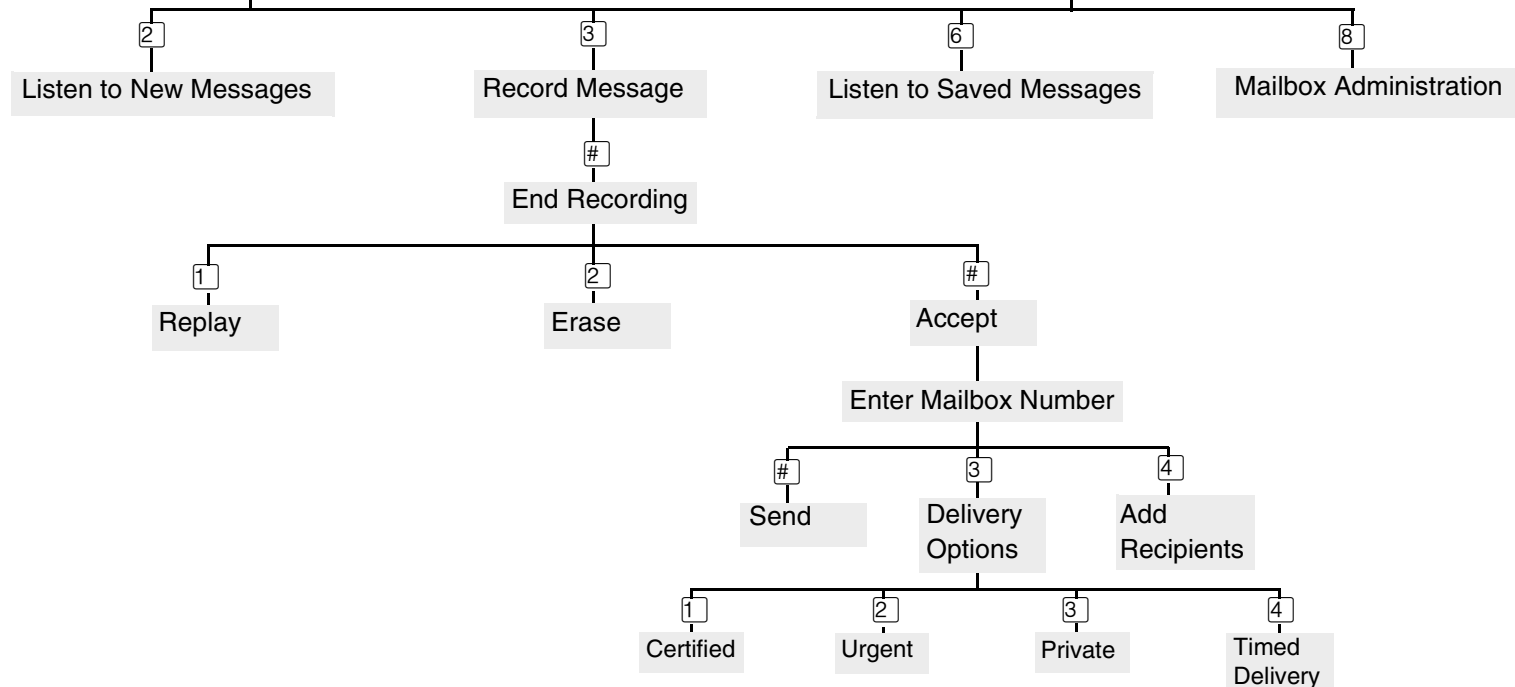 2 3 6 8
Listen to New Messages Record Message Listen to Saved Messages Mailbox Administration
#
End Recording
1 2 #
Replay Erase Accept
Enter Mailbox Number
# 3 4
Send Delivery Add
Options Recipients
1 2 3 4
Certified Urgent Private Timed
Delivery